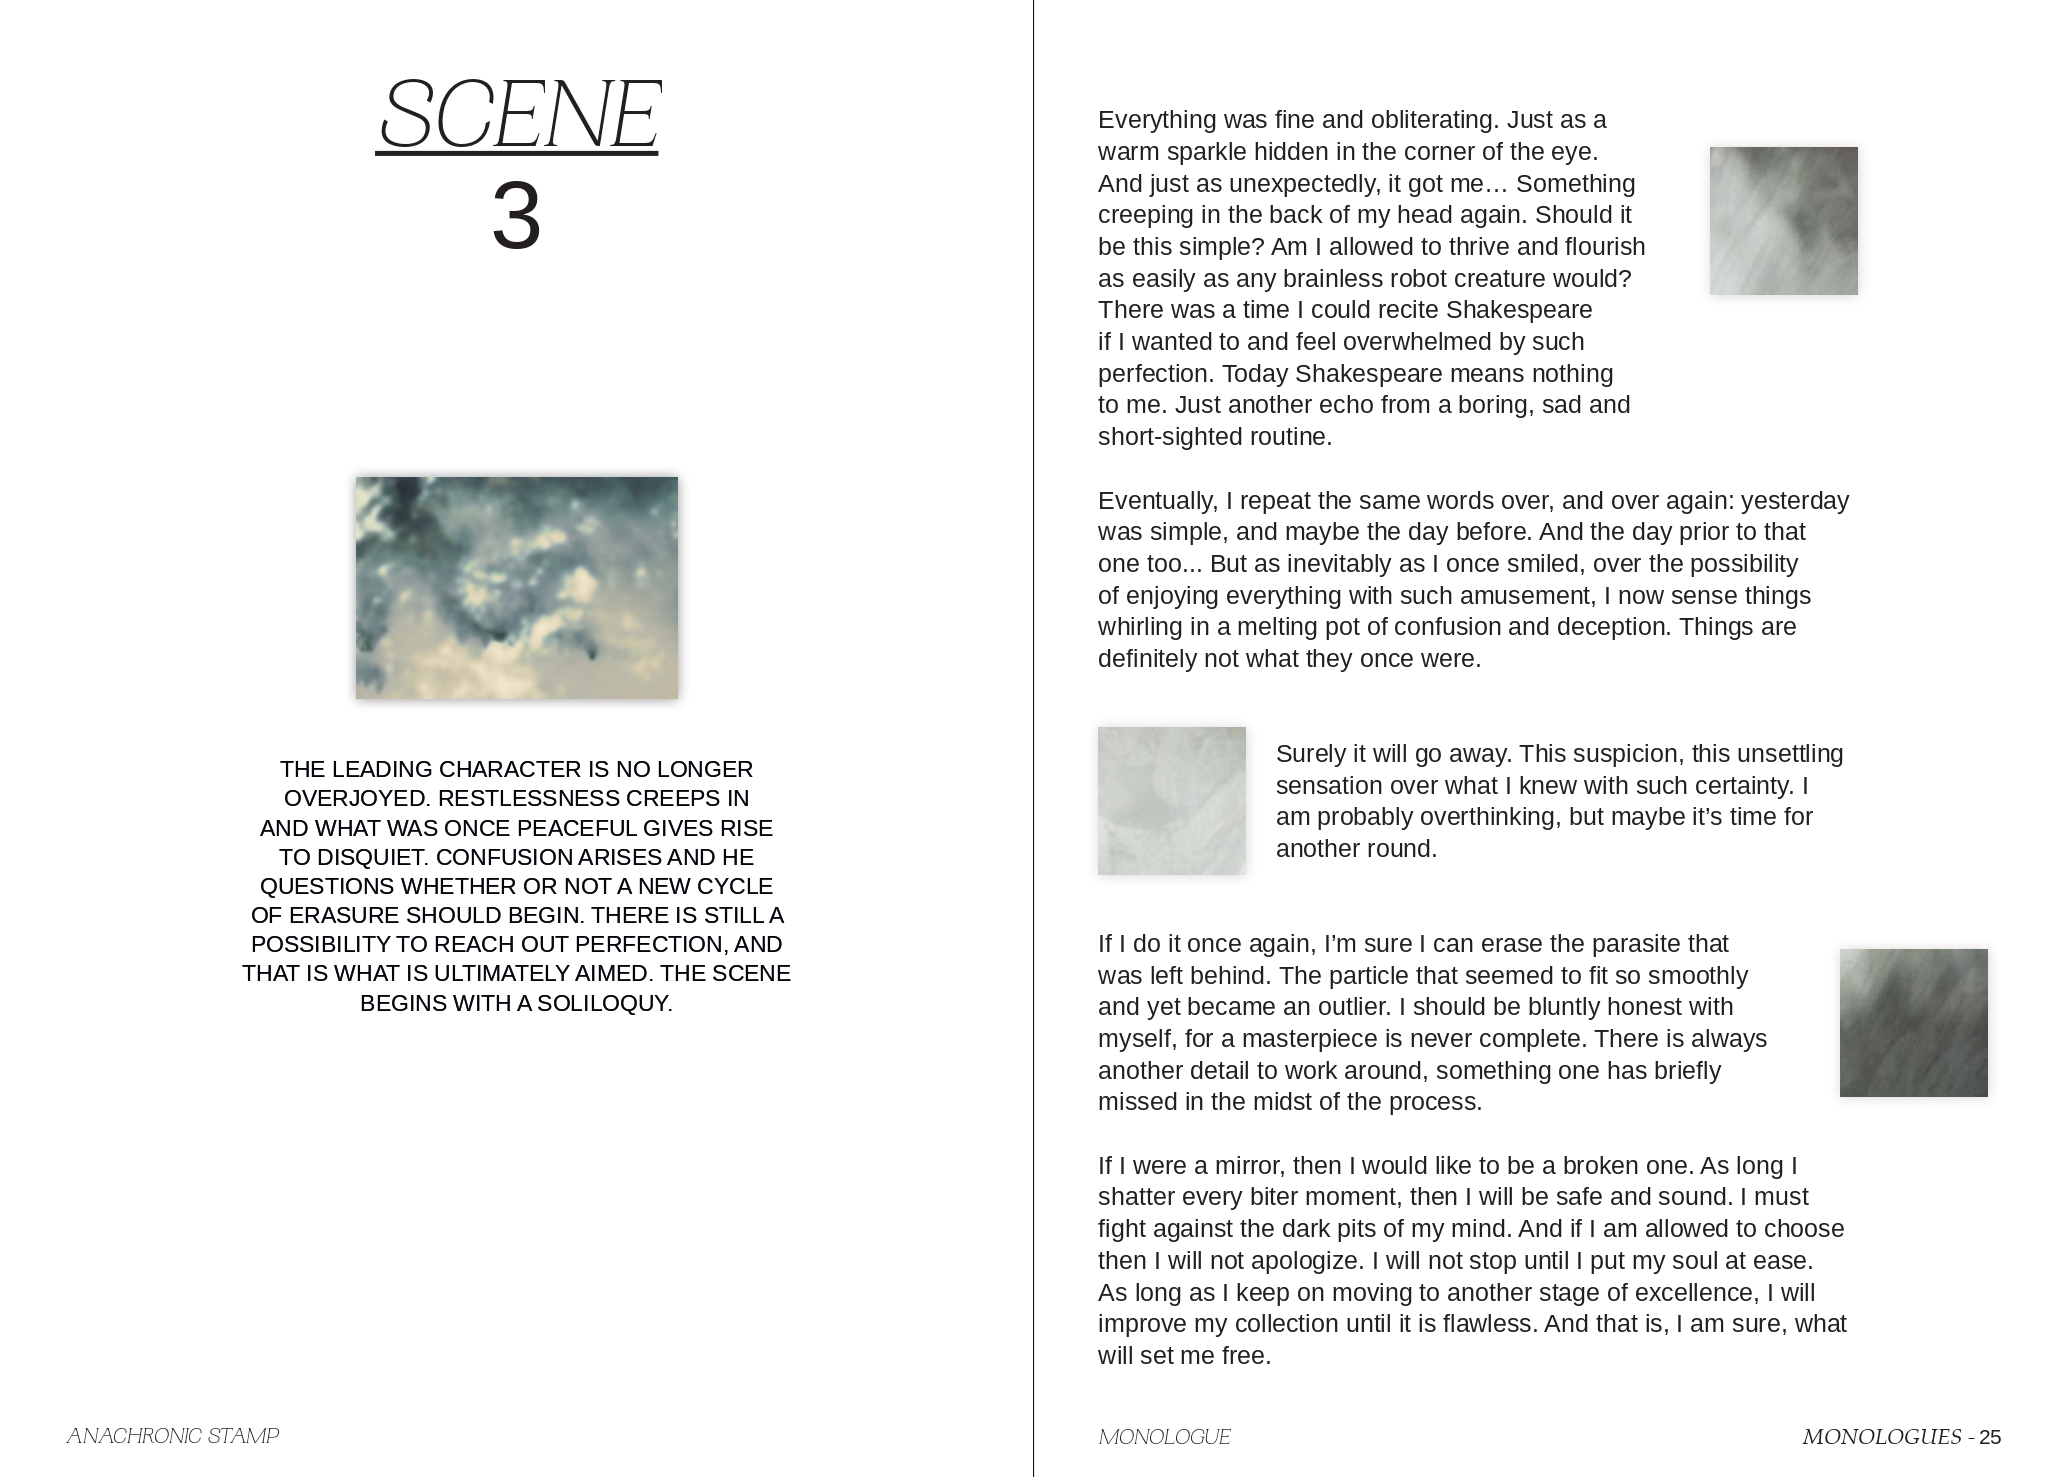 SCENE
3
THE LEADING CHARACTER IS NO LONGER
OVERJOYED. RESTLESSNESS CREEPS IN
AND WHAT WAS ONCE PEACEFUL GIVES RISE
TO DISQUIET. CONFUSION ARISES AND HE
QUESTIONS WHETHER OR NOT A NEW CYCLE
OF ERASURE SHOULD BEGIN. THERE IS STILL A
POSSIBILITY TO REACH OUT PERFECTION, AND
THAT IS WHAT IS ULTIMATELY AIMED. THE SCENE
BEGINS WITH A SOLILOQUY.
ANACHRONIC STAMP
Everything was fine and obliterating. Just as a
warm sparkle hidden in the corner of the eye.
And just as unexpectedly, it got me… Something
creeping in the back of my head again. Should it
be this simple? Am I allowed to thrive and flourish
as easily as any brainless robot creature would?
There was a time I could recite Shakespeare
if I wanted to and feel overwhelmed by such
perfection. Today Shakespeare means nothing
to me. Just another echo from a boring, sad and
short-sighted routine.
Eventually, I repeat the same words over, and over again: yesterday
was simple, and maybe the day before. And the day prior to that
one too... But as inevitably as I once smiled, over the possibility
of enjoying everything with such amusement, I now sense things
whirling in a melting pot of confusion and deception. Things are
definitely not what they once were.
Surely it will go away. This suspicion, this unsettling
sensation over what I knew with such certainty. I
am probably overthinking, but maybe it’s time for
another round.
If I do it once again, I’m sure I can erase the parasite that
was left behind. The particle that seemed to fit so smoothly
and yet became an outlier. I should be bluntly honest with
myself, for a masterpiece is never complete. There is always
another detail to work around, something one has briefly
missed in the midst of the process.
If I were a mirror, then I would like to be a broken one. As long I
shatter every biter moment, then I will be safe and sound. I must
fight against the dark pits of my mind. And if I am allowed to choose
then I will not apologize. I will not stop until I put my soul at ease.
As long as I keep on moving to another stage of excellence, I will
improve my collection until it is flawless. And that is, I am sure, what
will set me free.
MONOLOGUE
MONOLOGUES - 25